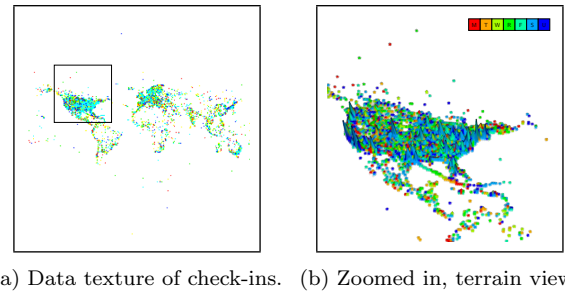 M T W R F S
a) Data texture of check-ins. (b) Zoomed in, terrain view